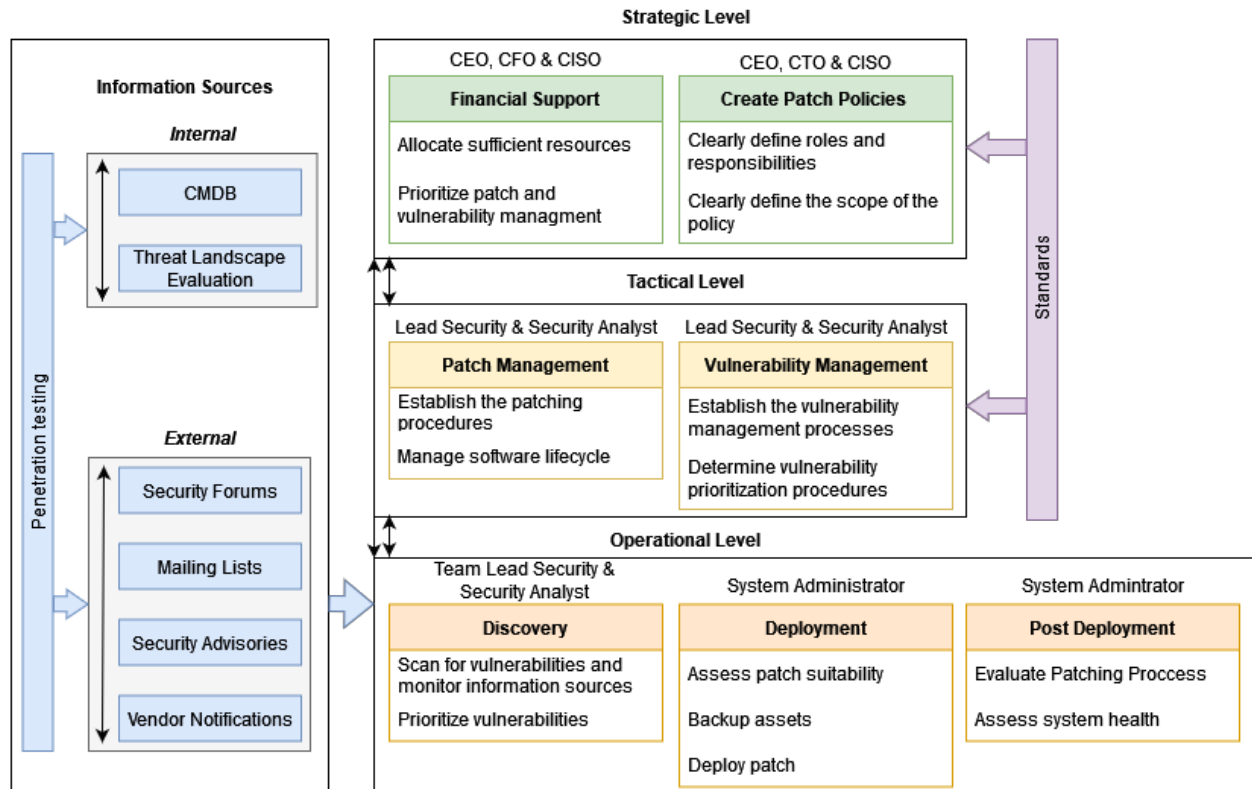 Strategic Level
Information Sources
Internal
CMDB
Threat Landscape
Evaluation
External
Security Forums
Mailing Lists
Security Advisories
Vendor Notifications
Penetration testing
CEO, CFO & CISO
Financial Support
Allocate sufficient resources
Prioritize patch and
vulnerability managment
CEO, CTO & CISO
Create Patch Policies
Clearly define roles and
responsibilities
Clearly define the scope of the
policy
Standards
Tactical Level
Lead Security & Security Analyst
Patch Management
Establish the patching
procedures
Manage software lifecycle
Lead Security & Security Analyst
Vulnerability Management
Establish the vulnerability
management processes
Determine vulnerability
prioritization procedures
Operational Level
Team Lead Security &
Security Analyst
Discovery
Scan for vulnerabilities and
monitor information sources
Prioritize vulnerabilities
System Administrator
Deployment
Assess patch suitability
Backup assets
Deploy patch
System Admintrator
Post Deployment
Evaluate Patching Proccess
Assess system health